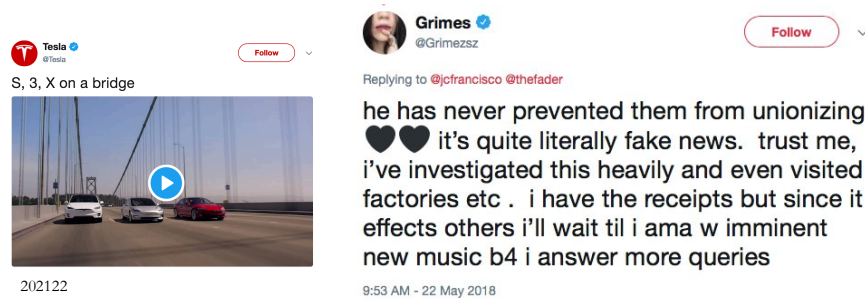 Tesla
@Tesla
Follow
S, 3, X on a bridge
202122
Grimes
@Grimezsz
Follow
Replying to @jcfrancisco @thefader
he has never prevented them from unionizing
🖤🖤 it’s quite literally fake news.  trust me,
i’ve investigated this heavily and even visited
factories etc .  i have the receipts but since it
effects others i’ll wait til i ama w imminent
new music b4 i answer more queries
9:53 AM - 22 May 2018